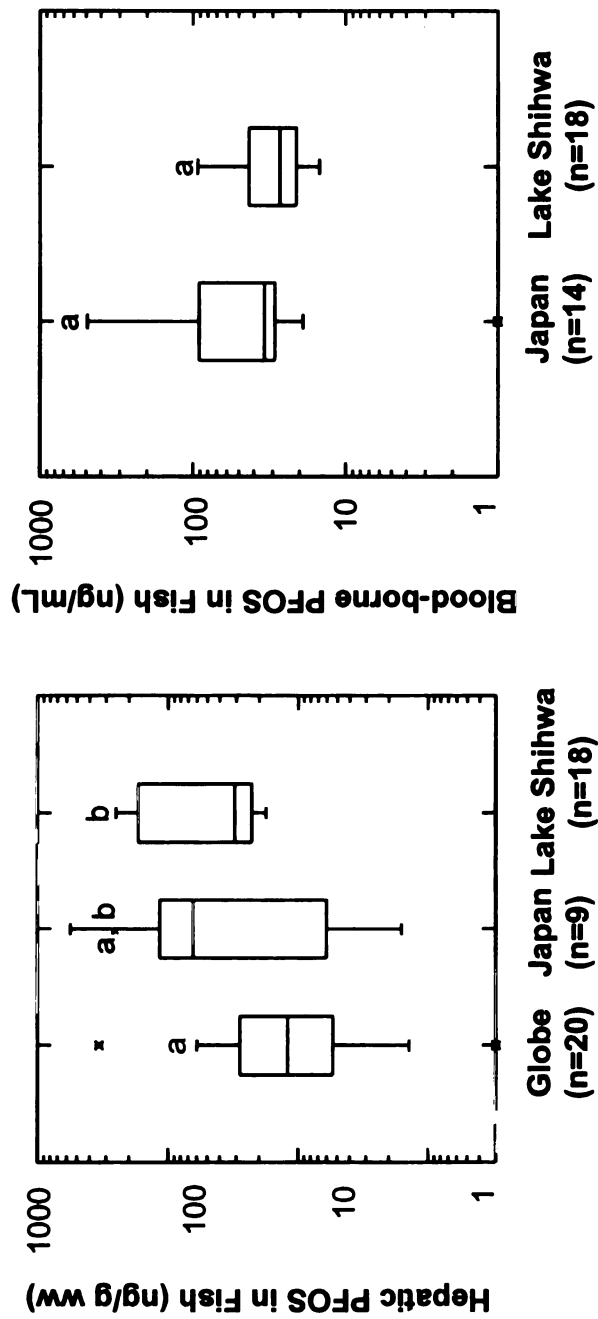 Hepatic PFOS in Fish (ng/g ww)
1000
100
10
1
a
a,b
b
Globe
(n=20)
Japan
(n=9)
Lake Shihwa
(n=18)
Blood-borne PFOS in Fish (ng/mL)
1000
100
10
1
a
a
Japan
(n=14)
Lake Shihwa
(n=18)